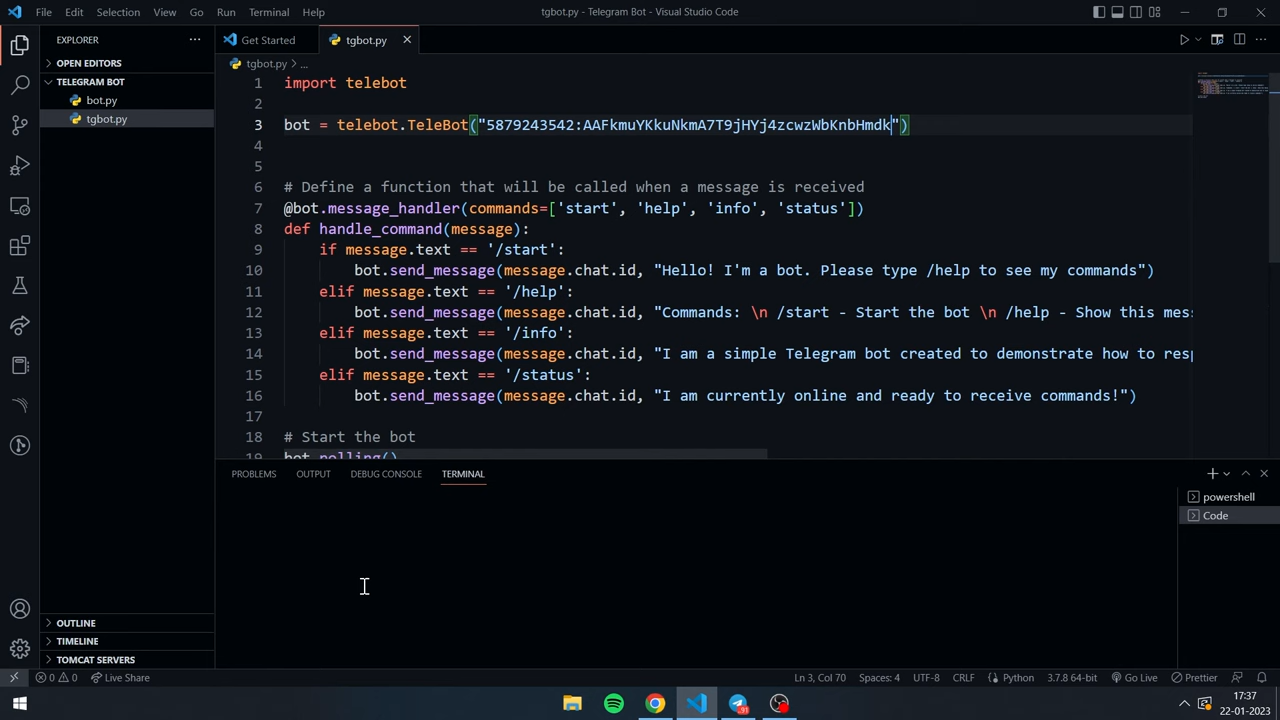 File Edit Selection View Go Run Terminal Help
tgbot.py - Telegram Bot - Visual Studio Code
EXPLORER
OPEN EDITORS
TELEGRAM BOT
bot.py
tgbot.py
OUTLINE
TIMELINE
TOMCAT SERVERS
Get Started
tgbot.py
tgbot.py > ...
1 import telebot
2
3 bot = telebot.TeleBot("5879243542:AAFkmuYKkuNkmA7T9jHYj4zcwzWbKnbHmdk")
4
5
6 # Define a function that will be called when a message is received
7 @bot.message_handler(commands=['start', 'help', 'info', 'status'])
8 def handle_command(message):
9 if message.text == '/start':
10 bot.send_message(message.chat.id, "Hello! I'm a bot. Please type /help to see my commands")
11 elif message.text == '/help':
12 bot.send_message(message.chat.id, "Commands: \n /start - Start the bot \n /help - Show this mes
13 elif message.text == '/info':
14 bot.send_message(message.chat.id, "I am a simple Telegram bot created to demonstrate how to resp
15 elif message.text == '/status':
16 bot.send_message(message.chat.id, "I am currently online and ready to receive commands!")
17
18 # Start the bot
19 bot.polling()
PROBLEMS OUTPUT DEBUG CONSOLE TERMINAL
powershell
Code
0 0 Live Share
Ln 3, Col 70 Spaces: 4 UTF-8 CRLF Python 3.7.8 64-bit Go Live Prettier
91
17:37
22-01-2023